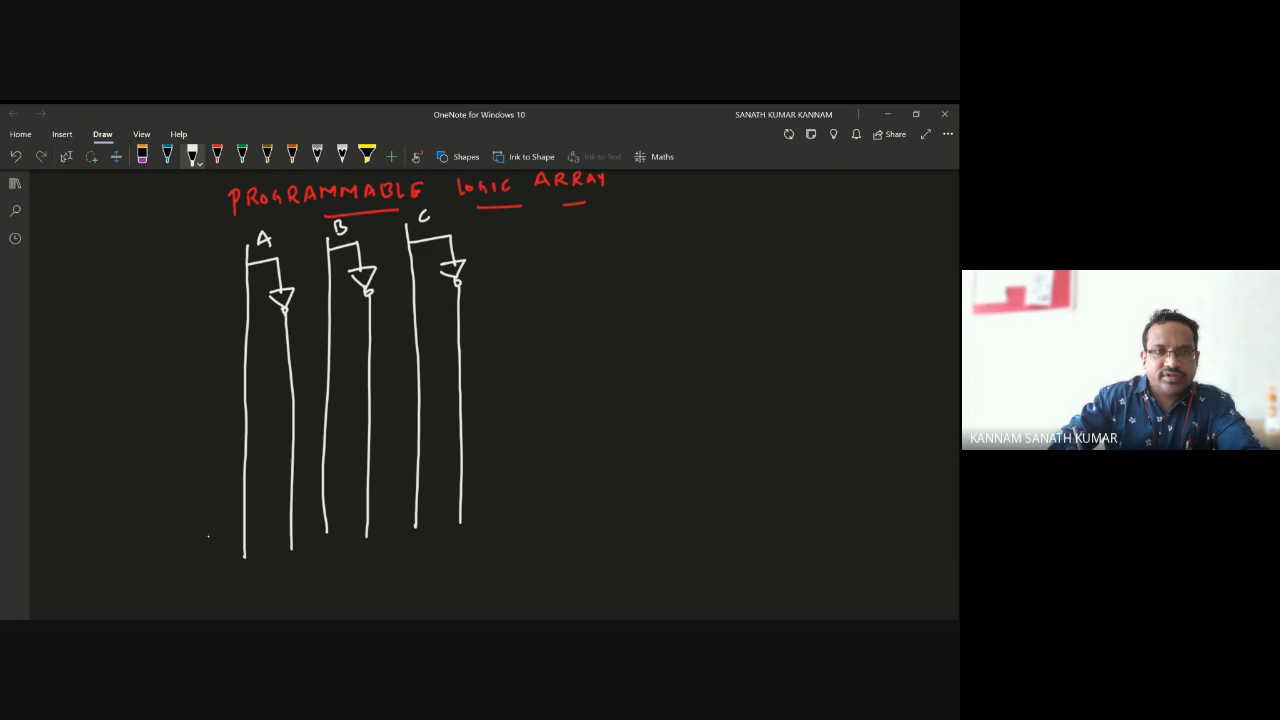 OneNote for Windows 10
SANATH KUMAR KANNAM
Home Insert Draw View Help
Share
Shapes Ink to Shape Ink to Text Maths
PROGRAMMABLE LOGIC ARRAY
A B C
KANNAM SANATH KUMAR